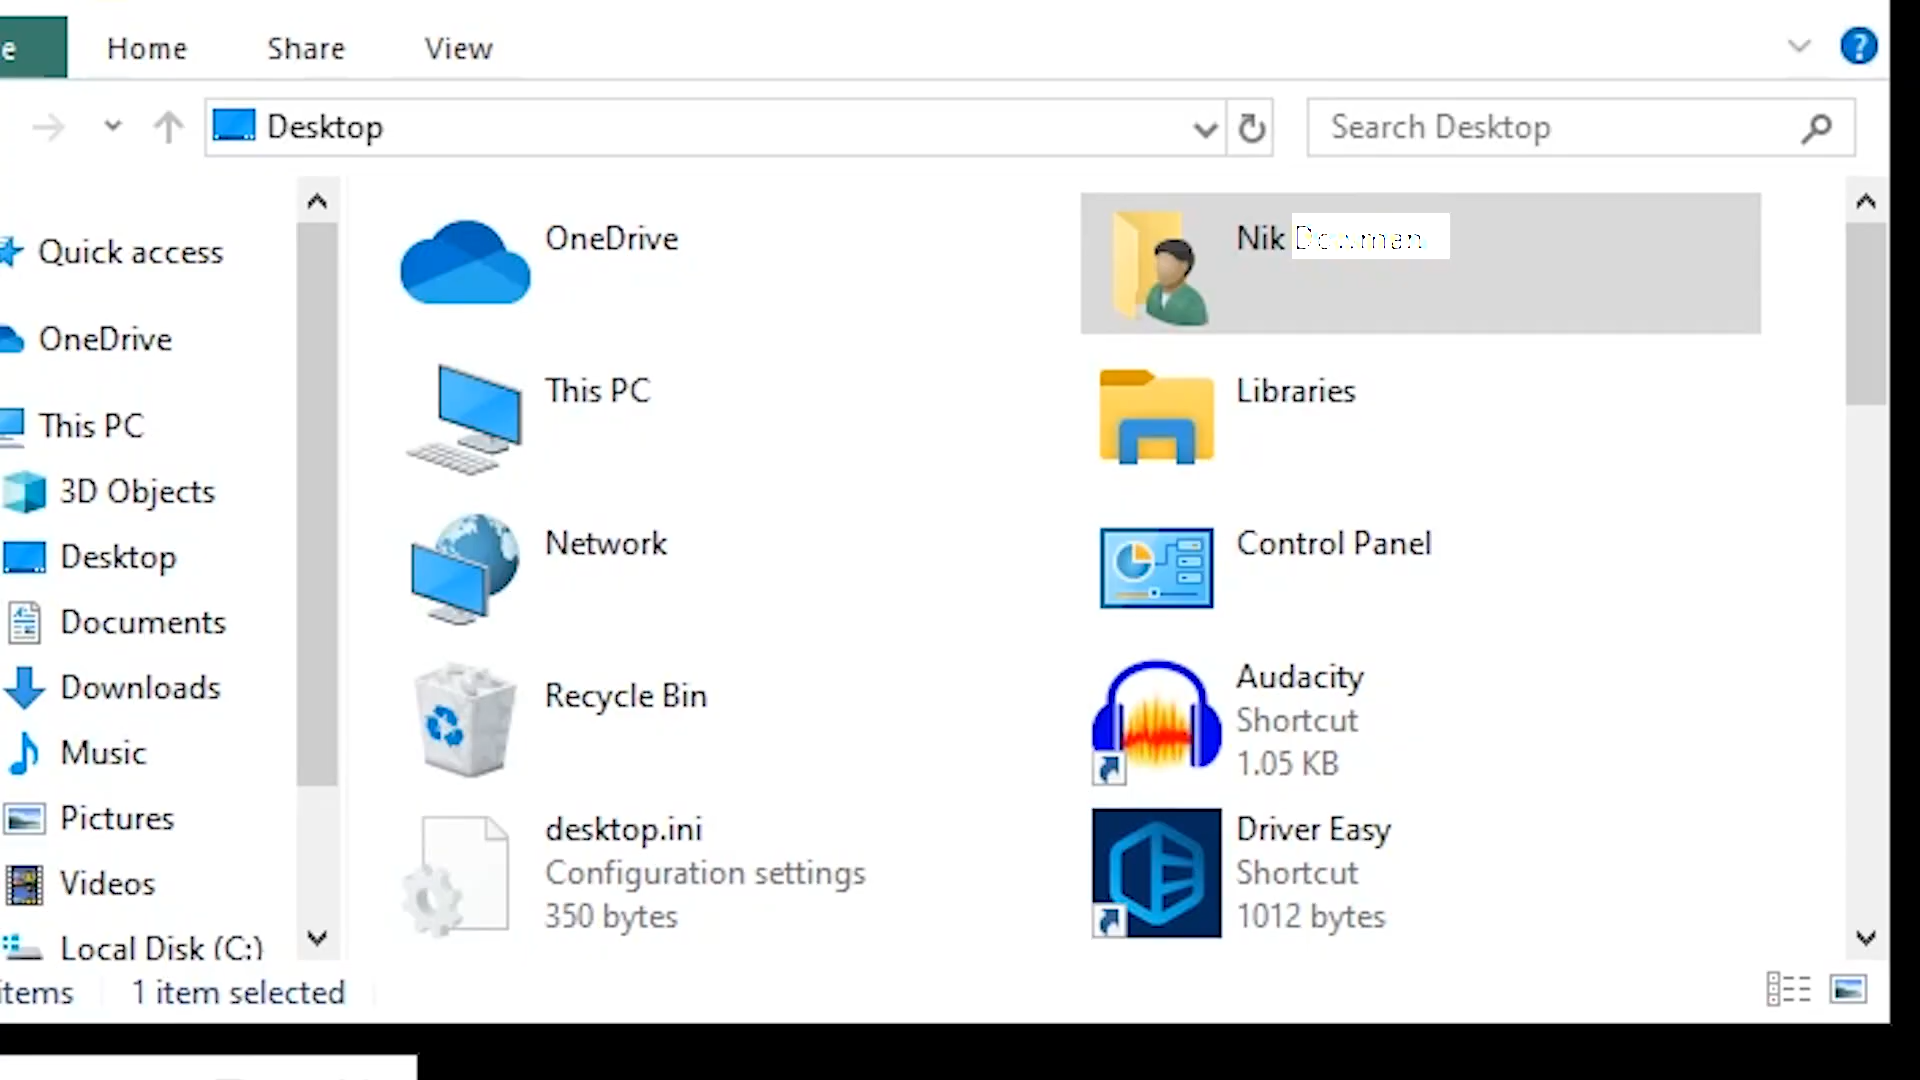 e Home Share View
Desktop
Search Desktop
Quick access
OneDrive
This PC
3D Objects
Desktop
Documents
Downloads
Music
Pictures
Videos
Local Disk (C:)
OneDrive
Nik
This PC
Libraries
Network
Control Panel
Recycle Bin
Audacity
Shortcut
1.05 KB
desktop.ini
Configuration settings
350 bytes
Driver Easy
Shortcut
1012 bytes
items 1 item selected